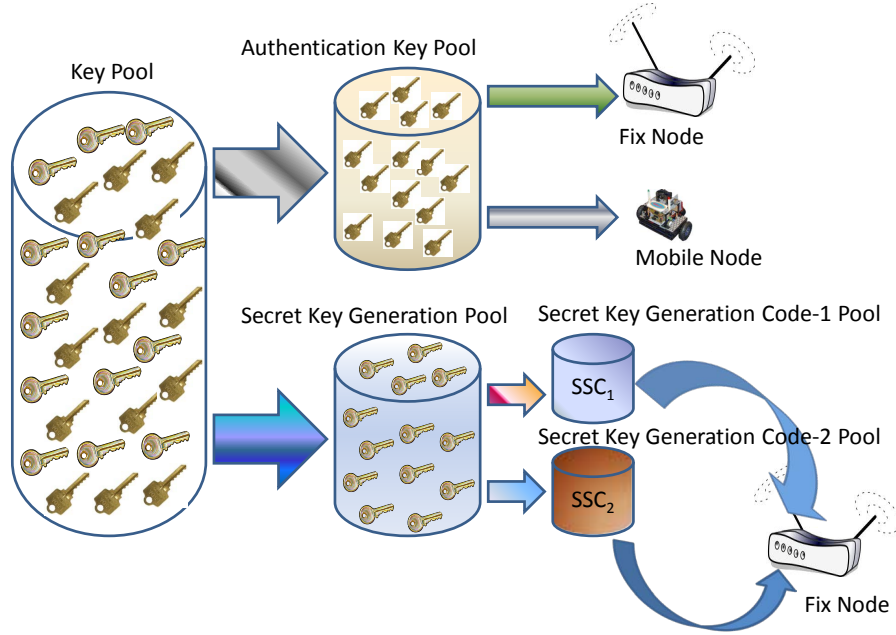 Authentication Key Pool
Key Pool
Fix Node
Mobile Node
Secret Key Generation Pool
Secret Key Generation Code-1 Pool
SSC₁
Secret Key Generation Code-2 Pool
SSC₂
Fix Node